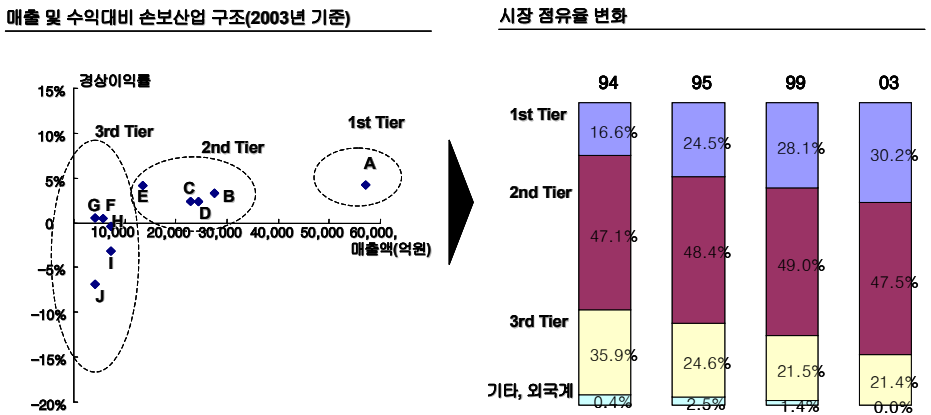 매출 및 수익대비 손보산업 구조(2003년 기준)
경상이익률
15%
10%
5%
0
-5%
-10%
-15%
-20%
3rd Tier
2nd Tier
1st Tier
A
E
C
B
D
G F
H
I
J
10,000 20,000 30,000 40,000 50,000 60,000
매출액(억원)
시장 점유율 변화
94 95 99 03
1st Tier
16.6% 24.5% 28.1% 30.2%
2nd Tier
47.1% 48.4% 49.0% 47.5%
3rd Tier
35.9% 24.6% 21.5% 21.4%
기타, 외국계
0.4% 2.5% 1.4% 0.0%